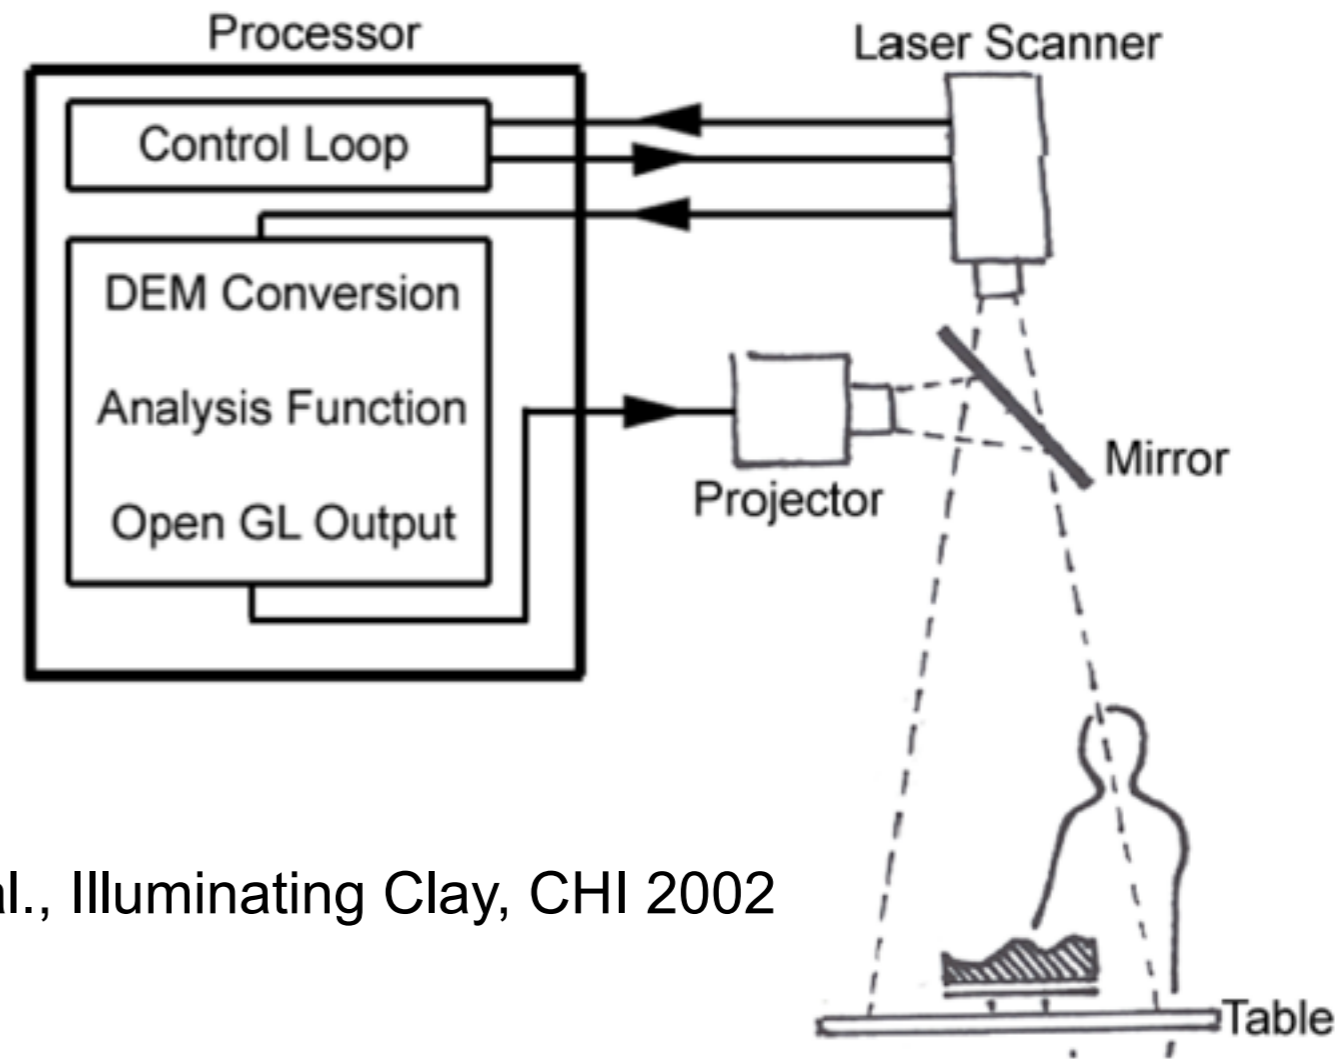 Processor
Laser Scanner
Control Loop
DEM Conversion
Analysis Function
Open GL Output
Projector
Mirror
., Illuminating Clay, CHI 2002
Table